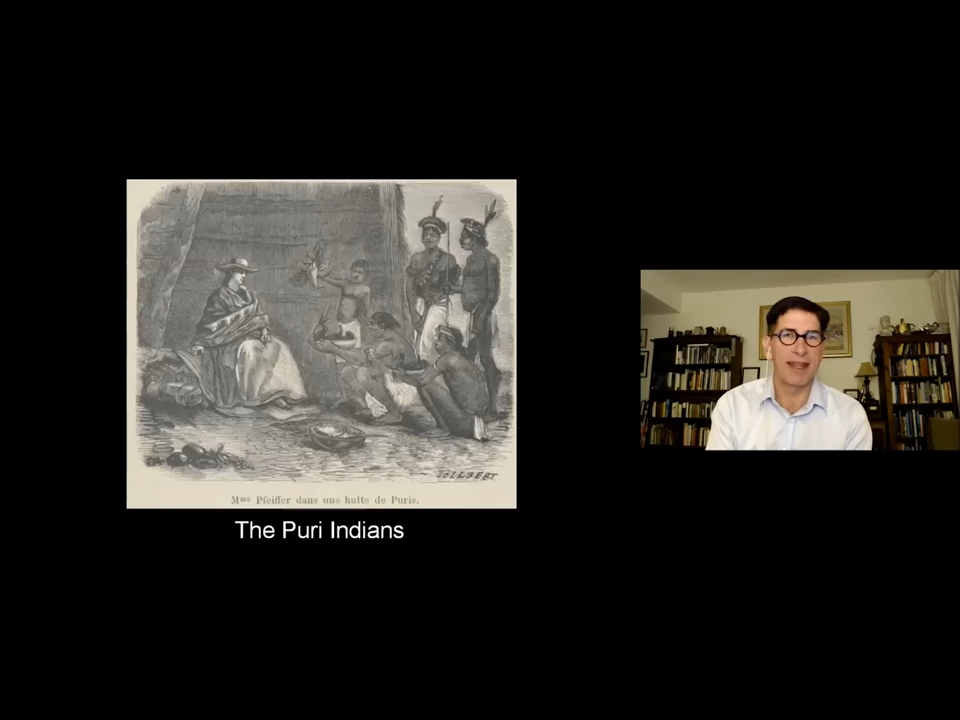 Mme Pfeiffer dans une hutte de Puris.
The Puri Indians